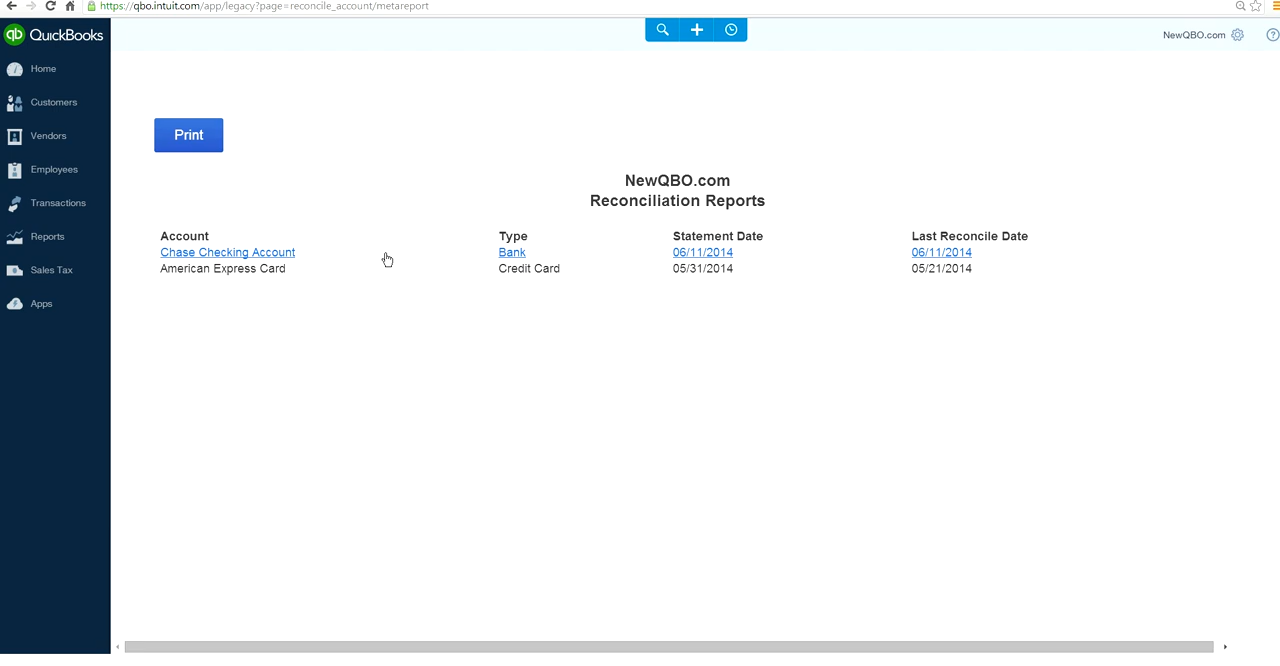 https://qbo.intuit.com/app/legacy?page=reconcile_account/metareport
qb QuickBooks
NewQBO.com
Home
Customers
Vendors
Employees
Transactions
Reports
Sales Tax
Apps
Print
NewQBO.com
Reconciliation Reports
Account Type Statement Date Last Reconcile Date
Chase Checking Account Bank 06/11/2014 06/11/2014
American Express Card Credit Card 05/31/2014 05/21/2014